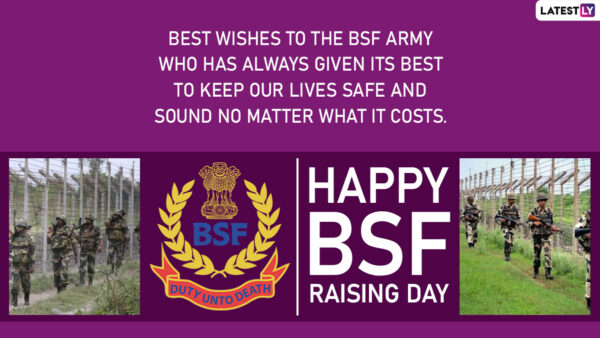 LATESTLY
BEST WISHES TO THE BSF ARMY
WHO HAS ALWAYS GIVEN ITS BEST
TO KEEP OUR LIVES SAFE AND
SOUND NO MATTER WHAT IT COSTS.
BSF
DUTY UNTO DEATH
HAPPY
BSF
RAISING DAY